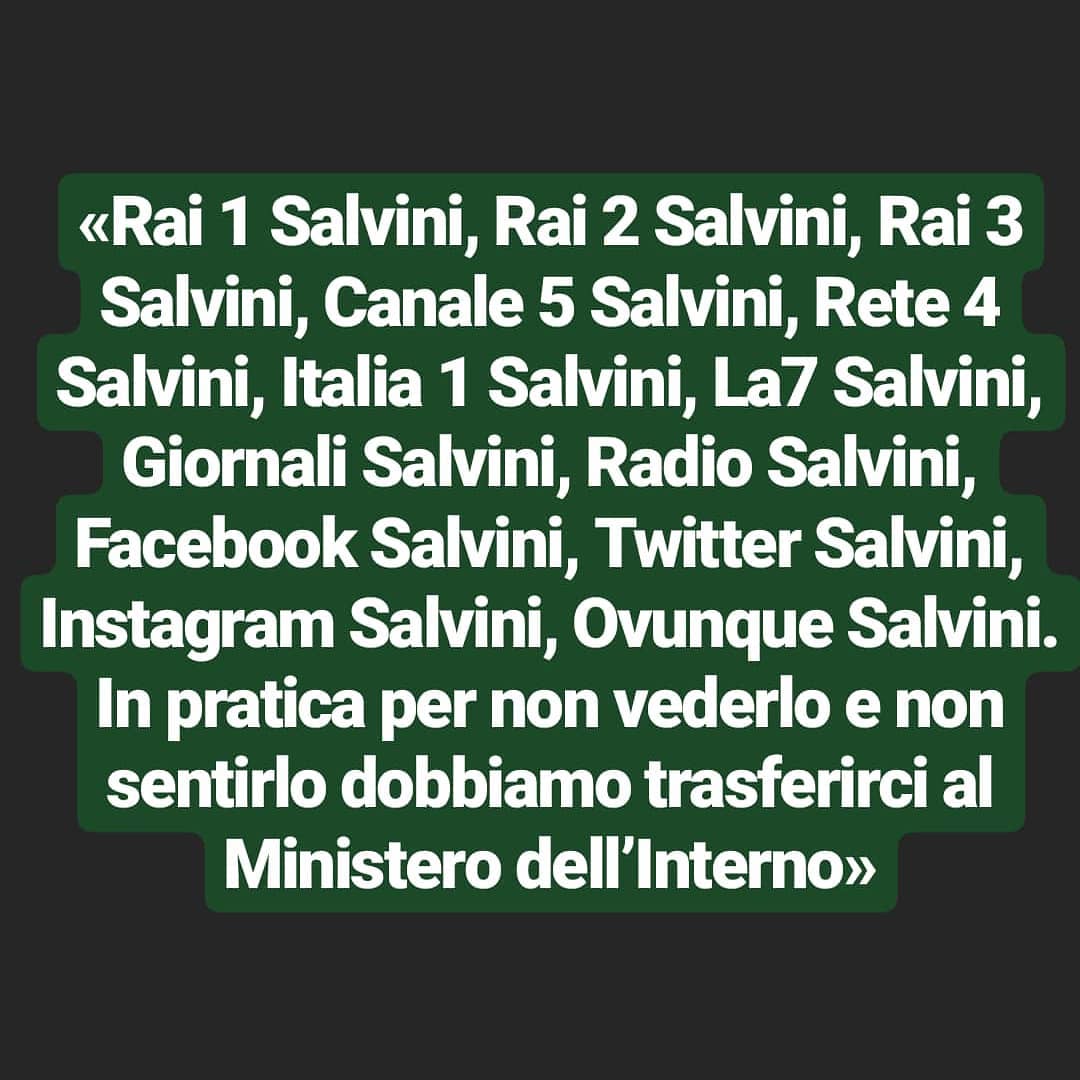 «Rai 1 Salvini, Rai 2 Salvini, Rai 3
Salvini, Canale 5 Salvini, Rete 4
Salvini, Italia 1 Salvini, La7 Salvini,
Giornali Salvini, Radio Salvini,
Facebook Salvini, Twitter Salvini,
Instagram Salvini, Ovunque Salvini.
In pratica per non vederlo e non
sentirlo dobbiamo trasferirci al
Ministero dell’Interno»